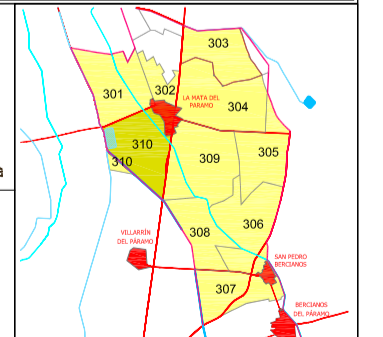 303
302
301
LA MATA DEL
PARAMO
304
310
305
309
310
a
306
308
VILLARRÍN
DEL PÁRAMO
SAN PEDRO
BERCIANOS
307
BERCIANOS
DEL PÁRAMO